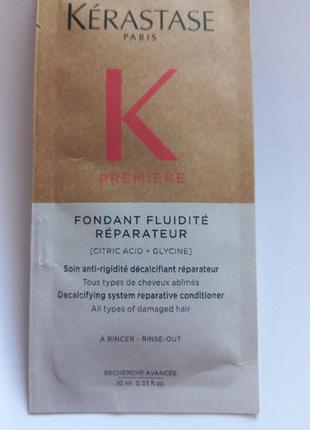 KÉRASTASE
PARIS
K
PREMIÈRE
FONDANT FLUIDITÉ
RÉPARATEUR
[CITRIC ACID + GLYCINE]
Soin anti-rigidité décalcifiant réparateur
Tous types de cheveux abîmés
Decalcifying system reparative conditioner
All types of damaged hair
À RINCER - RINSE-OUT
RECHERCHE AVANCÉE
10 ml 0.33 fl.oz.